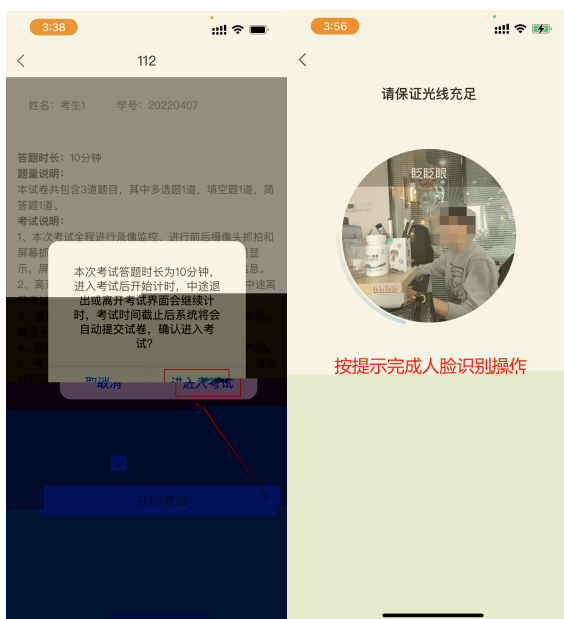 3:38
112
姓名：考生1 学号：20220407
答题时长：10分钟
题量说明：
本试卷共包含3道题目，其中多选题1道，填空题1道，简
答题1道。
考试说明：
1、本次考试全程进行录像监控，进行前后摄像头抓拍和
本次考试答题时长为10分钟，
进入考试后开始计时，中途退
出或离开考试界面会继续计
时，考试时间截止后系统将会
自动提交试卷，确认进入考
试？
取消 进入考试
开始考试
3:56
请保证光线充足
眨眨眼
按提示完成人脸识别操作